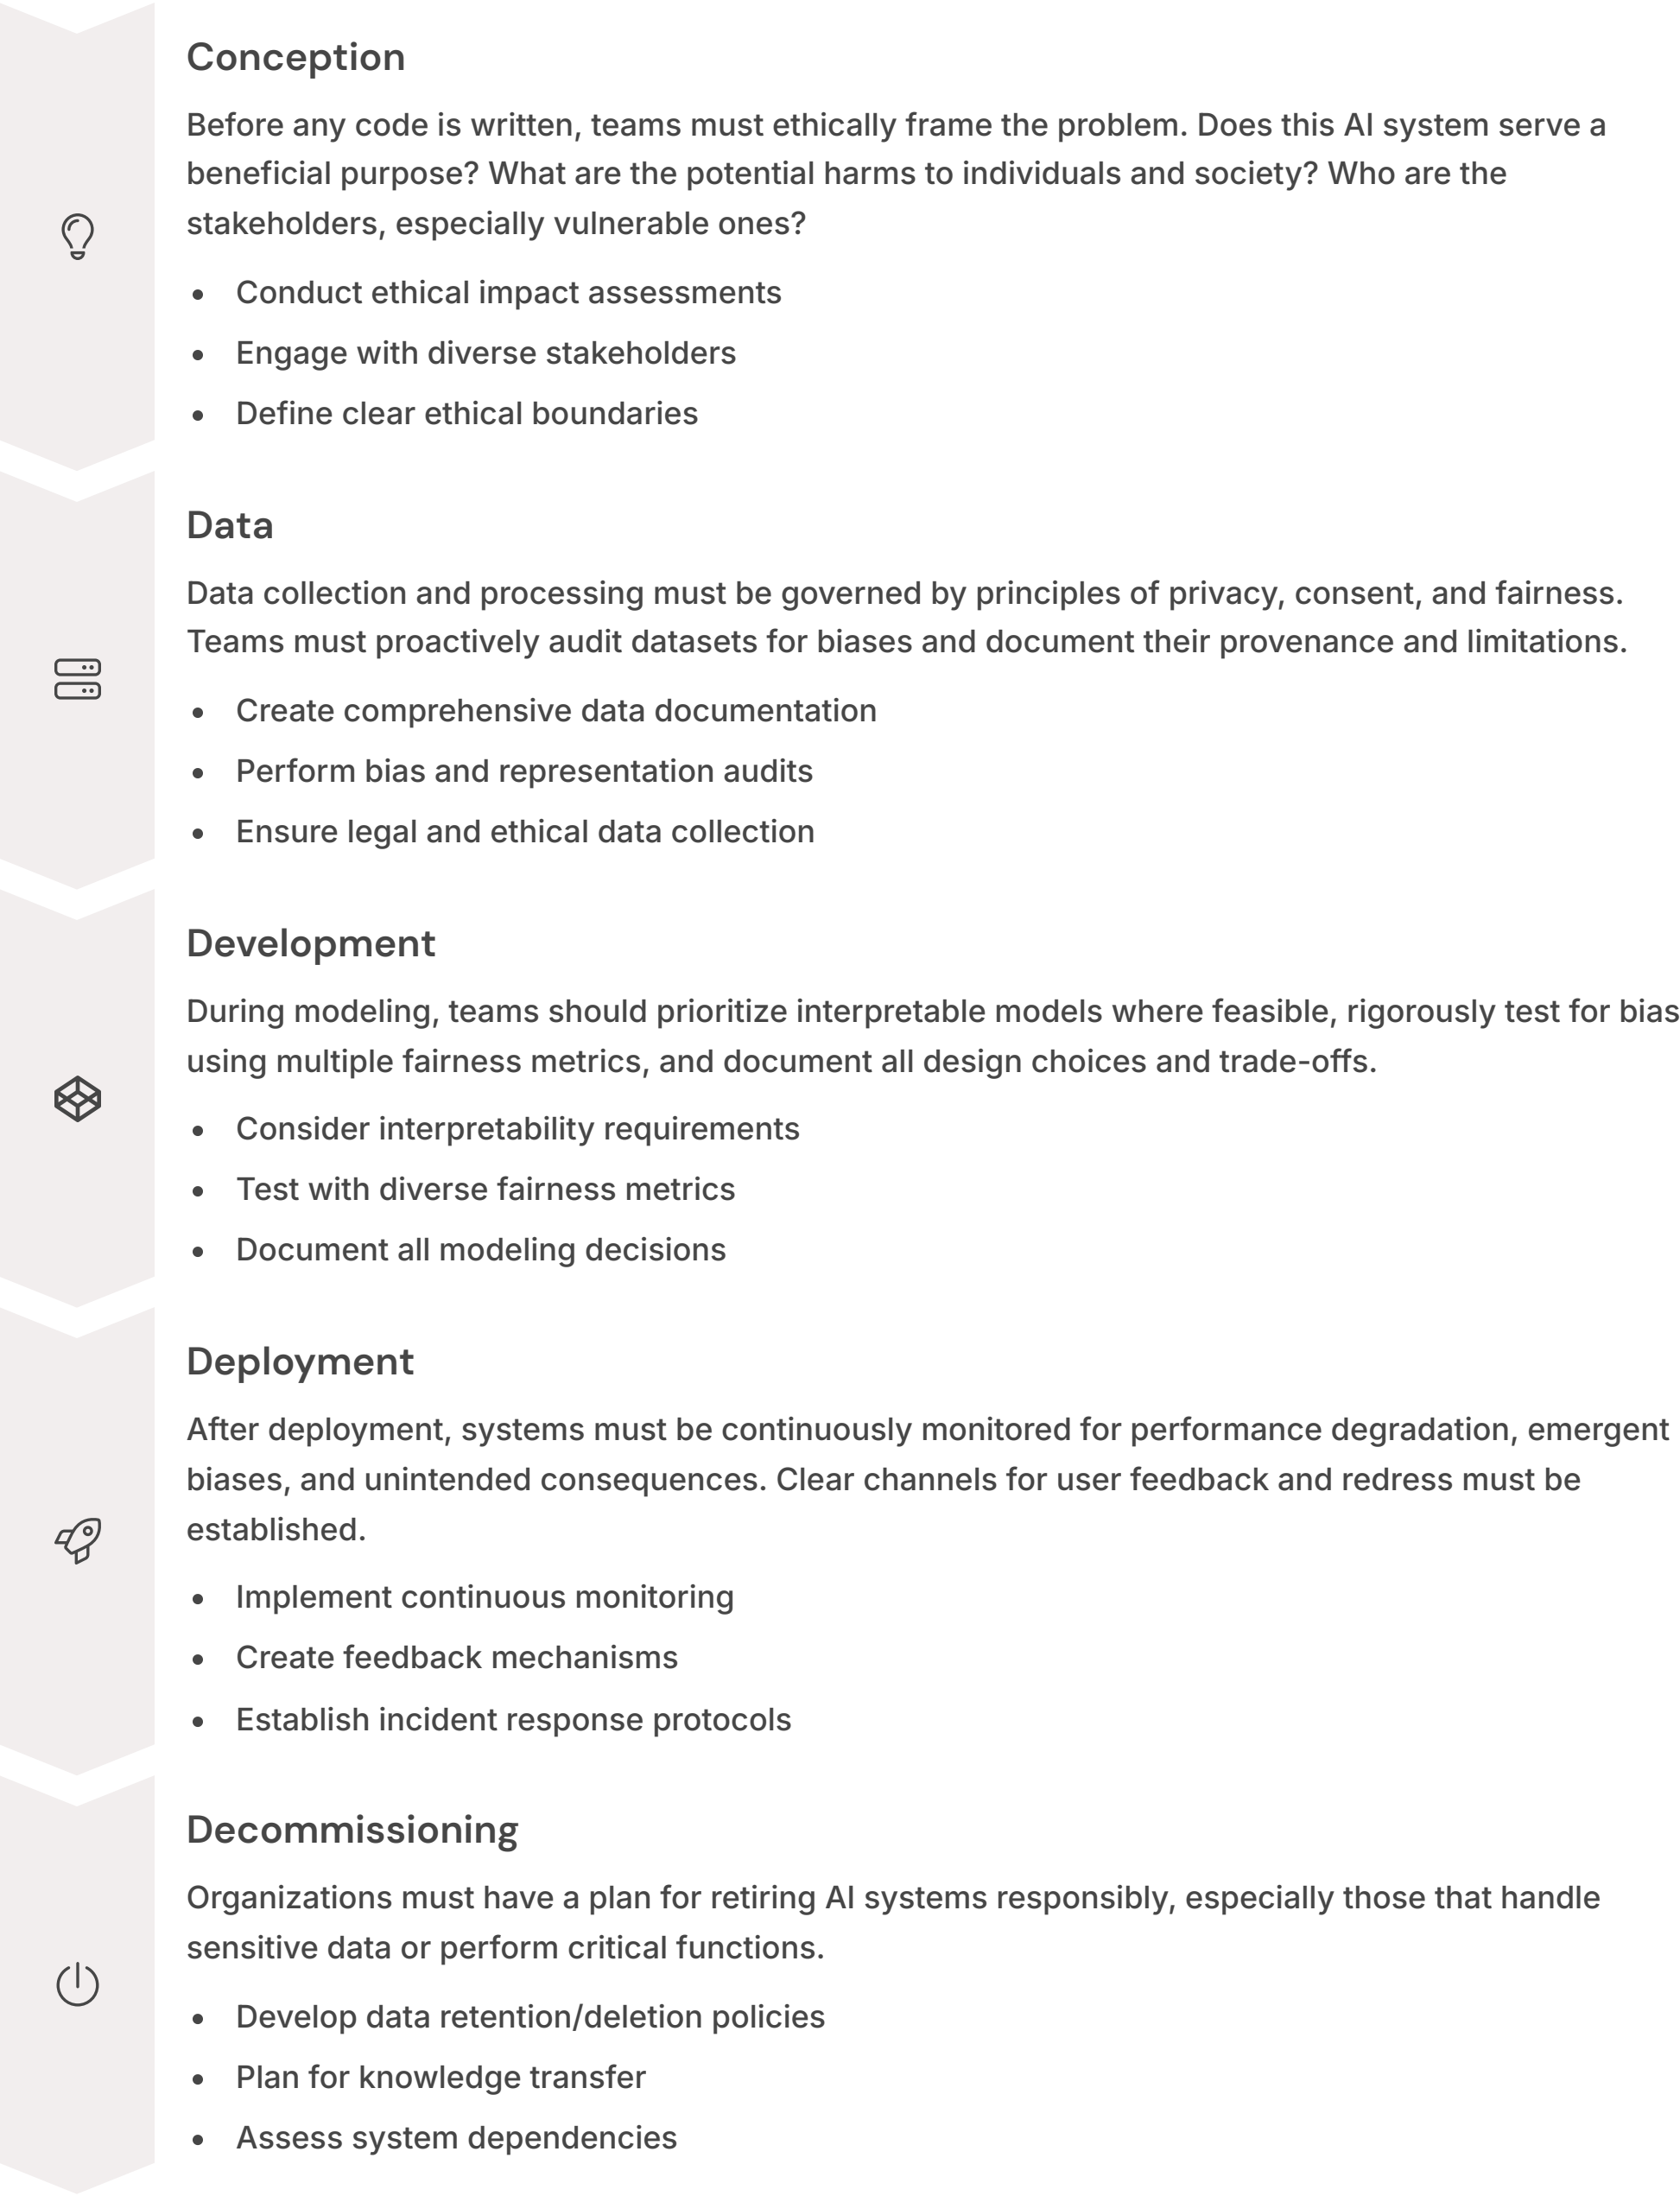 Conception
Before any code is written, teams must ethically frame the problem. Does this AI system serve a
beneficial purpose? What are the potential harms to individuals and society? Who are the
stakeholders, especially vulnerable ones?
• Conduct ethical impact assessments
• Engage with diverse stakeholders
• Define clear ethical boundaries
Data
Data collection and processing must be governed by principles of privacy, consent, and fairness.
Teams must proactively audit datasets for biases and document their provenance and limitations.
• Create comprehensive data documentation
• Perform bias and representation audits
• Ensure legal and ethical data collection
Development
During modeling, teams should prioritize interpretable models where feasible, rigorously test for bias
using multiple fairness metrics, and document all design choices and trade-offs.
• Consider interpretability requirements
• Test with diverse fairness metrics
• Document all modeling decisions
Deployment
After deployment, systems must be continuously monitored for performance degradation, emergent
biases, and unintended consequences. Clear channels for user feedback and redress must be
established.
• Implement continuous monitoring
• Create feedback mechanisms
• Establish incident response protocols
Decommissioning
Organizations must have a plan for retiring AI systems responsibly, especially those that handle
sensitive data or perform critical functions.
• Develop data retention/deletion policies
• Plan for knowledge transfer
• Assess system dependencies